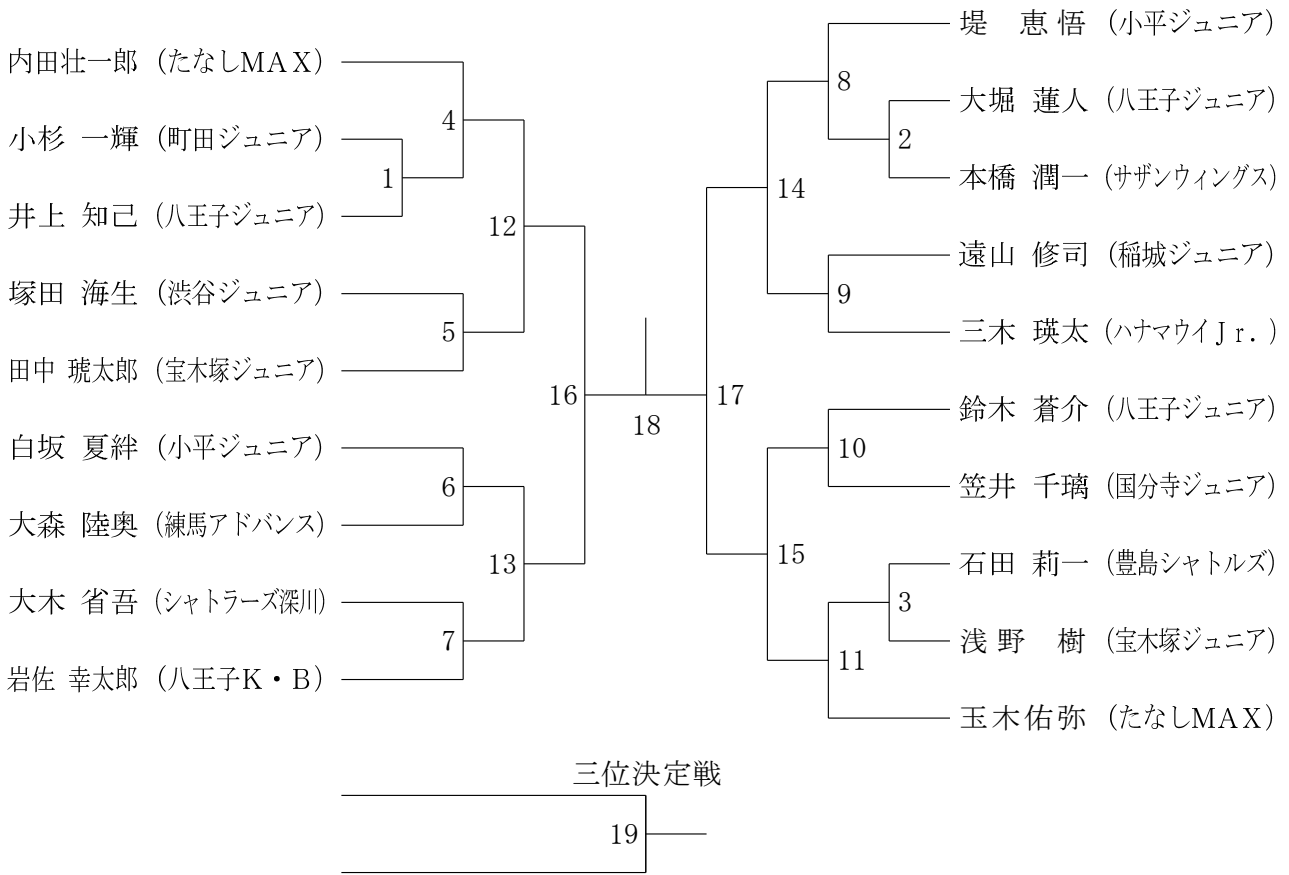 内田壮一郎 (たなしMAX)
4
小杉 一輝 (町田ジュニア)
1
井上 知己 (八王子ジュニア)
12
塚田 海生 (渋谷ジュニア)
5
田中 琥太郎 (宝木塚ジュニア)
16
白坂 夏絆 (小平ジュニア)
6
大森 陸奥 (練馬アドバンス)
13
大木 省吾 (シャトラーズ深川)
7
岩佐 幸太郎 (八王子K・B)
18
堤 恵悟 (小平ジュニア)
8
大堀 蓮人 (八王子ジュニア)
2
本橋 潤一 (サザンウィングス)
14
遠山 修司 (稲城ジュニア)
9
三木 瑛太 (ハナマウイJr.)
17
鈴木 蒼介 (八王子ジュニア)
10
笠井 千璃 (国分寺ジュニア)
15
石田 莉一 (豊島シャトルズ)
3
浅野 樹 (宝木塚ジュニア)
11
玉木佑弥 (たなしMAX)
三位決定戦
19